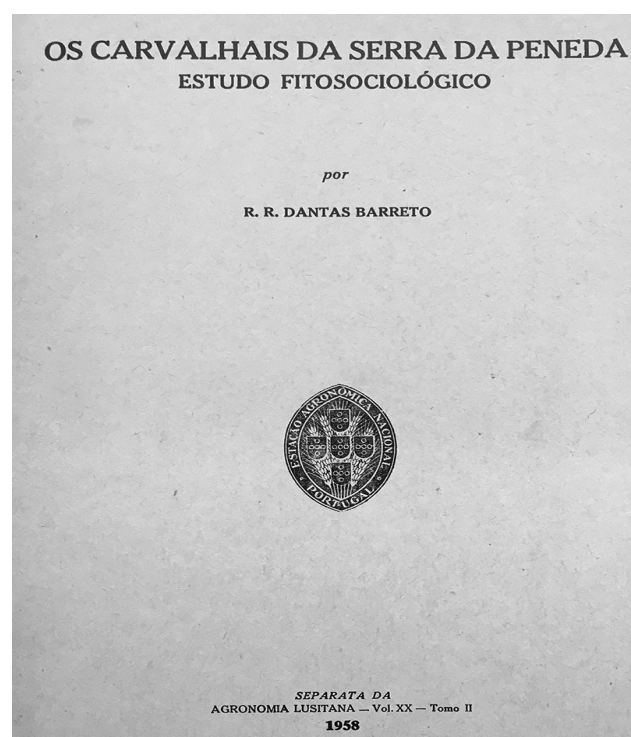 OS CARVALHAIS DA SERRA DA PENEDA
ESTUDO FITOSOCIOLÓGICO
por
R. R. DANTAS BARRETO
ESTAÇÃO AGRONÓMICA NACIONAL
PORTUGAL
SEPARATA DA
AGRONOMIA LUSITANA — Vol. XX — Tomo II
1958